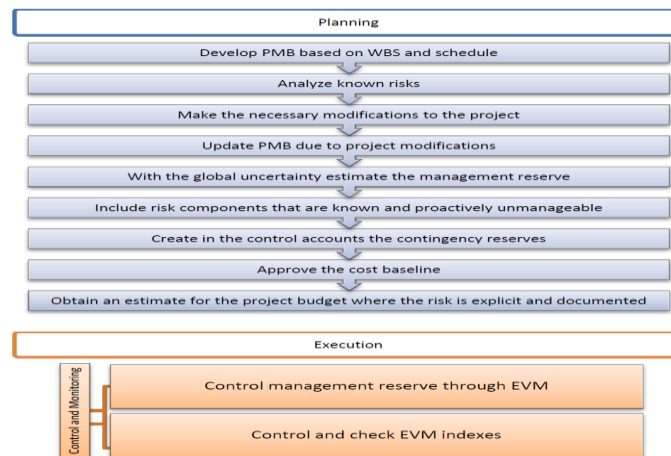 Planning
Develop PMB based on WBS and schedule
Analyze known risks
Make the necessary modifications to the project
Update PMB due to project modifications
With the global uncertainty estimate the management reserve
Include risk components that are known and proactively unmanageable
Create in the control accounts the contingency reserves
Approve the cost baseline
Obtain an estimate for the project budget where the risk is explicit and documented
Execution
Control and Monitoring
Control management reserve through EVM
Control and check EVM indexes